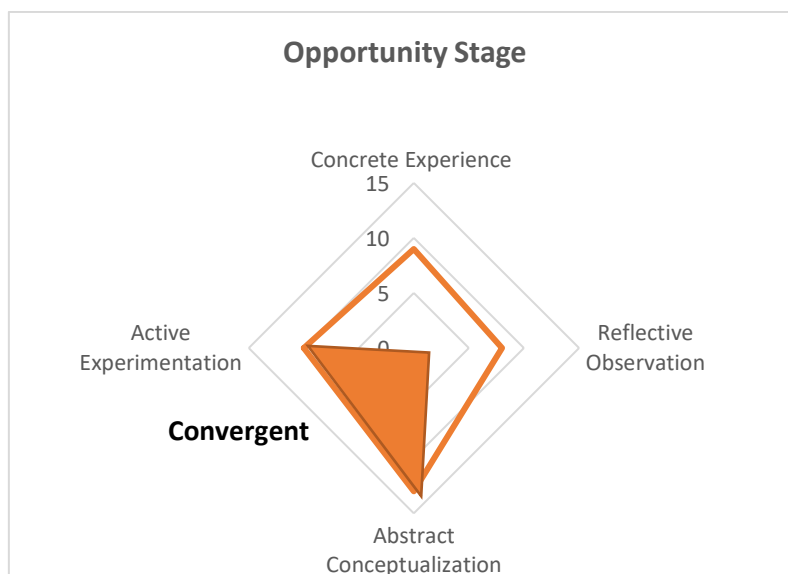 Opportunity Stage
Concrete Experience
15
10
5
0
Active
Experimentation
Reflective
Observation
Convergent
Abstract
Conceptualization